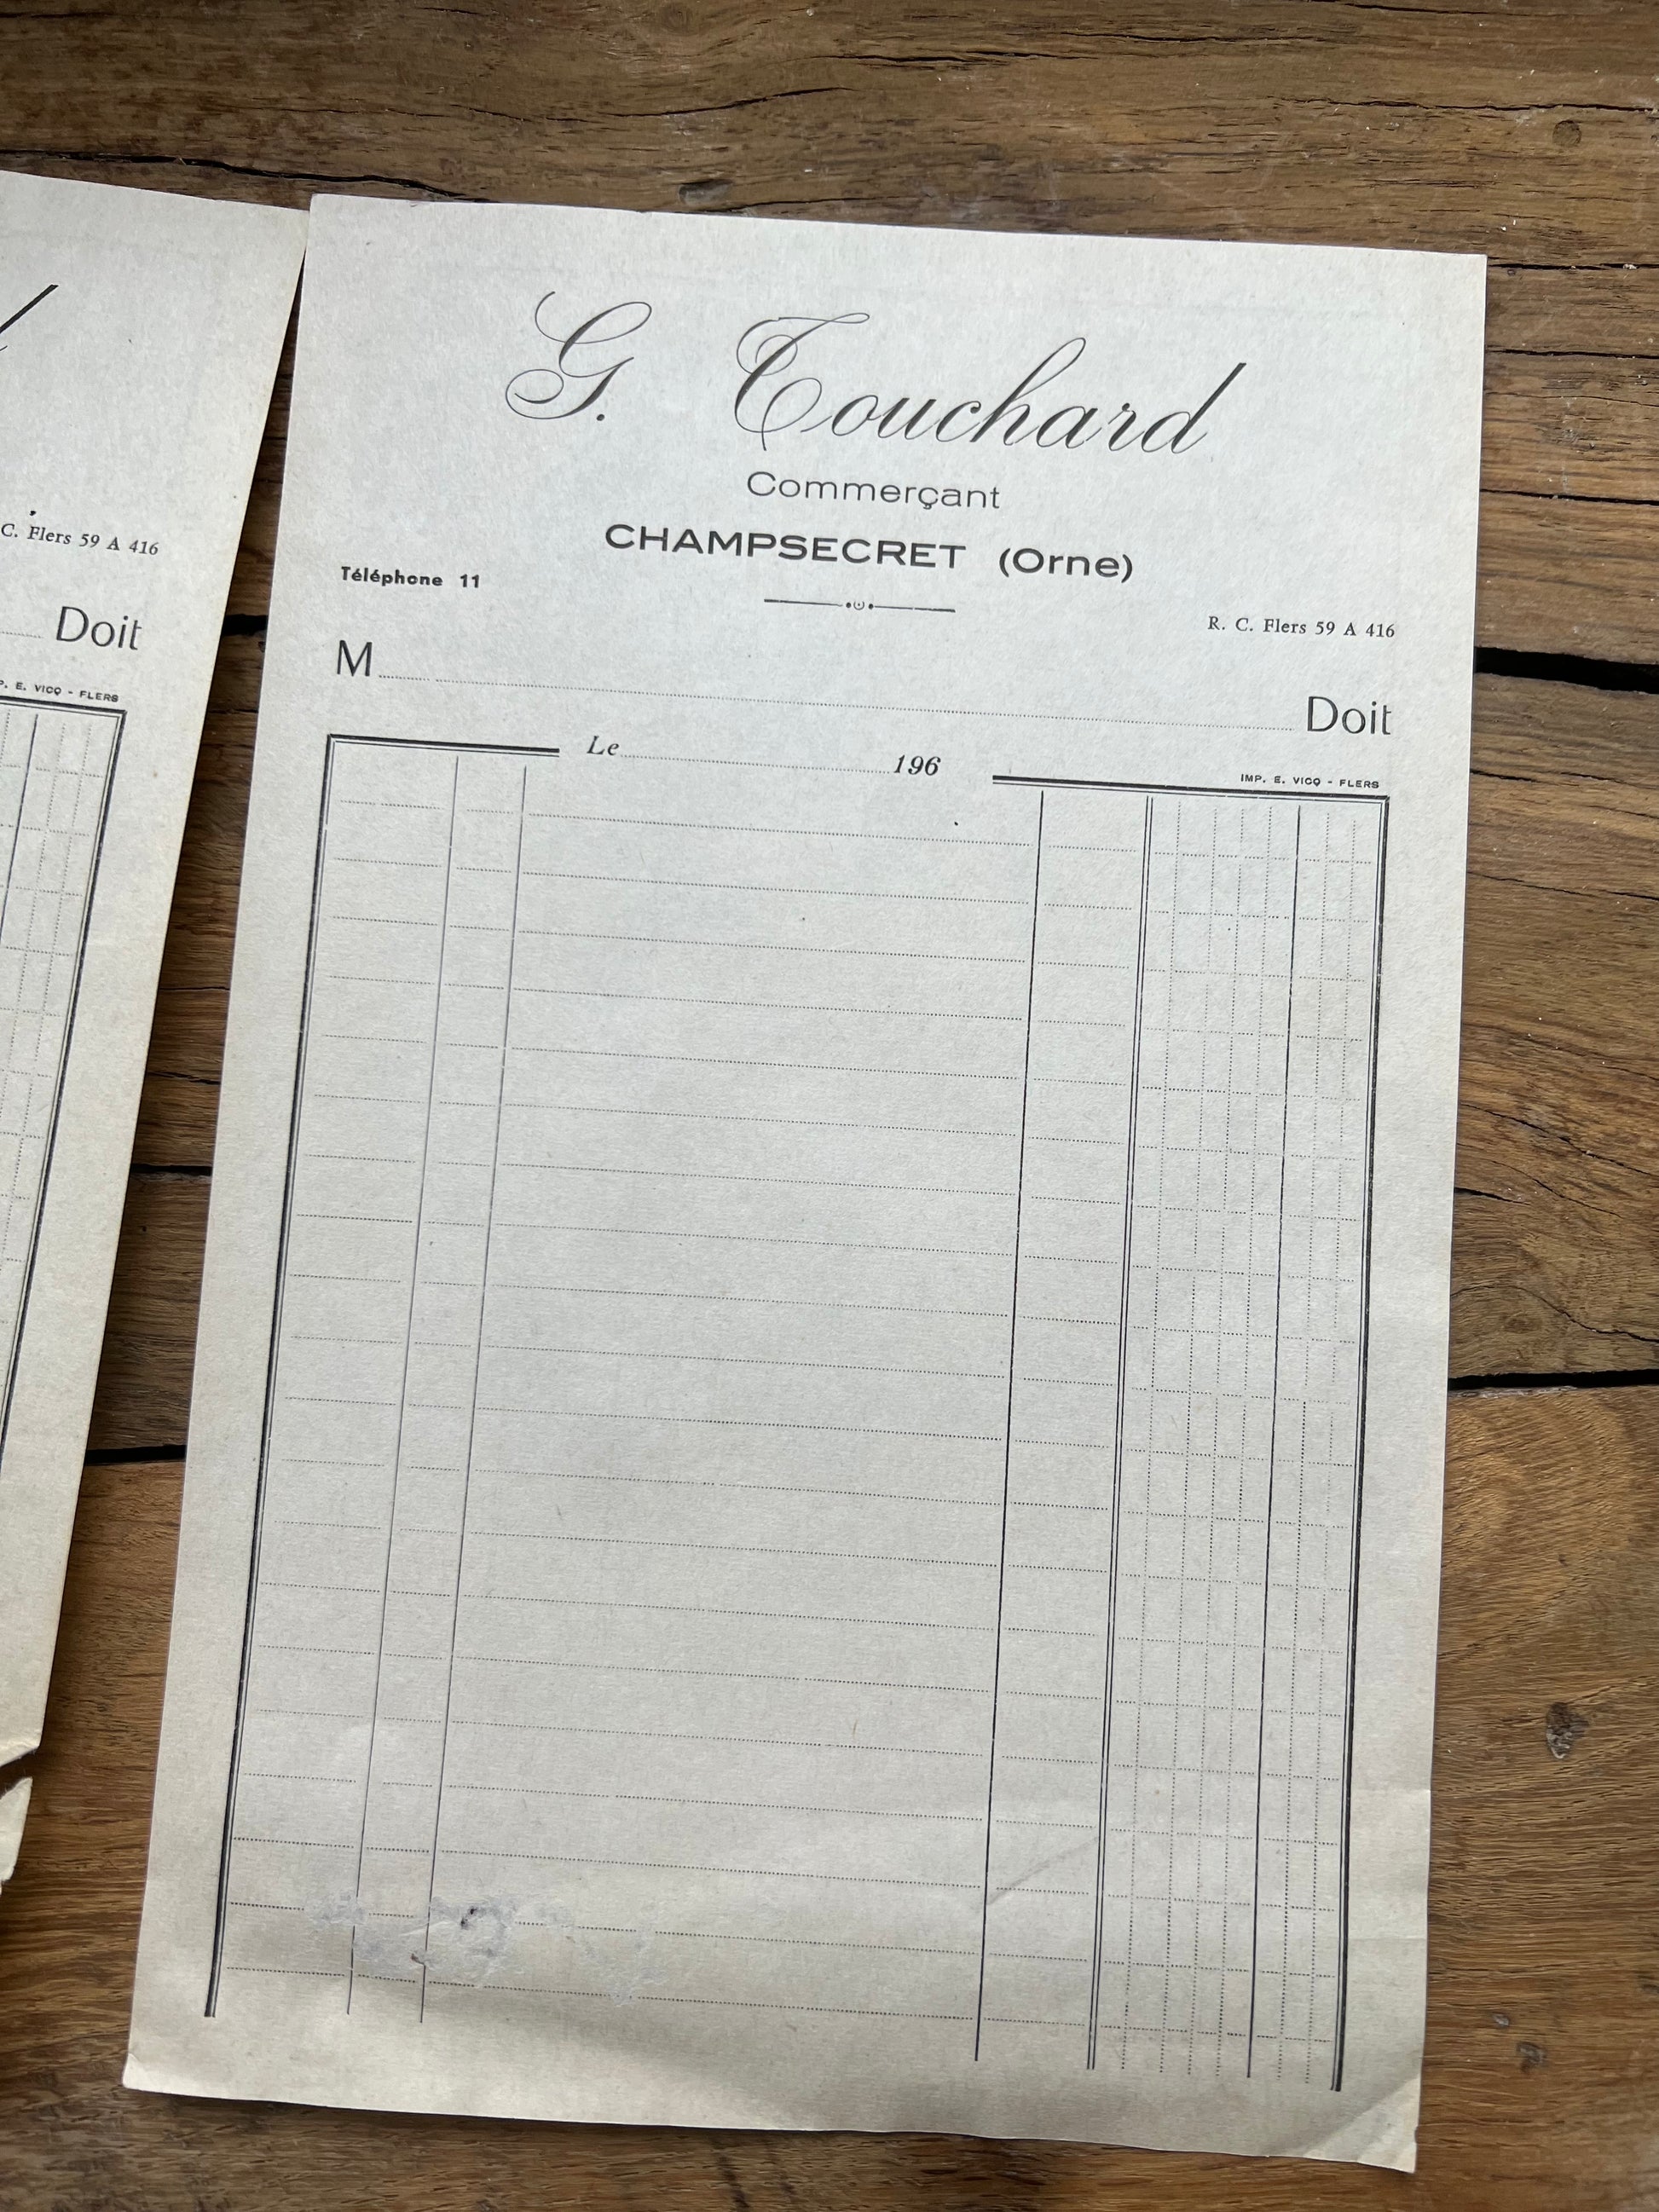 C. Flers 59 A 416
Doit
E. VICQ - FLERS
G. Touchard
Commerçant
CHAMPSECRET (Orne)
Téléphone 11
R. C. Flers 59 A 416
M Doit
Le 196
IMP. E. VICQ - FLERS